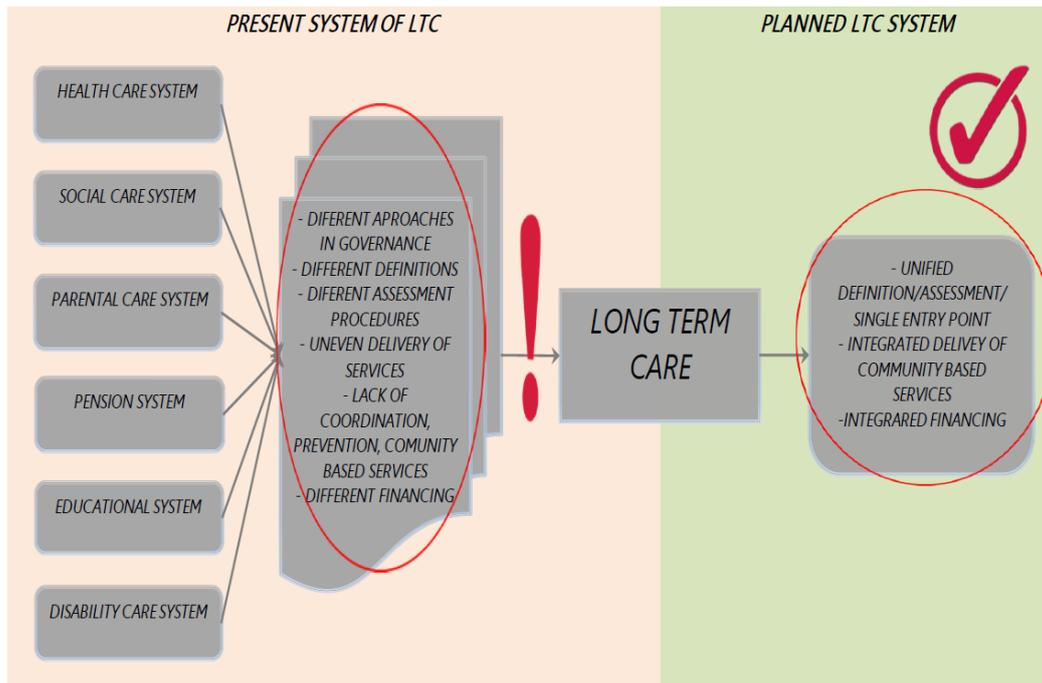 PRESENT SYSTEM OF LTC
PLANNED LTC SYSTEM
HEALTH CARE SYSTEM
SOCIAL CARE SYSTEM
PARENTAL CARE SYSTEM
PENSION SYSTEM
EDUCATIONAL SYSTEM
DISABILITY CARE SYSTEM
- DIFERENT APROACHES
IN GOVERNANCE
- DIFFERENT DEFINITIONS
- DIFERENT ASSESSMENT
PROCEDURES
- UNEVEN DELIVERY OF
SERVICES
- LACK OF
COORDINATION,
PREVENTION, COMUNITY
BASED SERVICES
- DIFFERENT FINANCING
!
LONG TERM
CARE
- UNIFIED
DEFINITION/ASSESSMENT/
SINGLE ENTRY POINT
- INTEGRATED DELIVEY OF
COMMUNITY BASED
SERVICES
-INTEGRARED FINANCING